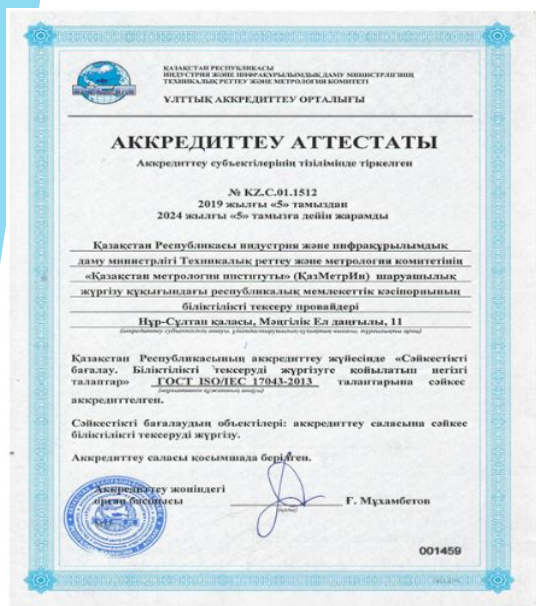 ҚАЗАҚСТАН РЕСПУБЛИКАСЫ
ИНДУСТРИЯ ЖӘНЕ ИНФРАҚҰРЫЛЫМДЫҚ ДАМУ МИНИСТРЛІГІНІҢ
ТЕХНИКАЛЫҚ РЕТТЕУ ЖӘНЕ МЕТРОЛОГИЯ КОМИТЕТІ
ҰЛТТЫҚ АККРЕДИТТЕУ ОРТАЛЫҒЫ
АККРЕДИТТЕУ АТТЕСТАТЫ
Аккредиттеу субъектілерінің тізілімінде тіркелген
№ KZ.C.01.1512
2019 жылғы «5» тамыздан
2024 жылғы «5» тамызға дейін жарамды
Қазақстан Республикасы индустрия және инфрақұрылымдық
даму министрлігі Техникалық реттеу және метрология комитетінің
«Қазақстан метрология институты» (ҚазМетрИн) шаруашылық
жүргізу құқығындағы республикалық мемлекеттік кәсіпорнының
біліктілікті тексеру провайдері
Нұр-Сұлтан қаласы, Мәңгілік Ел даңғылы, 11
Қазақстан Республикасының аккредиттеу жүйесінде «Сәйкестікті
бағалау. Біліктілікті тексеруді жүргізуге қойылатын негізгі
талаптар» ГОСТ ISO/IEC 17043-2013 талаптарына сәйкес
аккредиттелген.
Сәйкестікті бағалаудың объектілері: аккредиттеу саласына сәйкес
біліктілікті тексеруді жүргізу.
Аккредиттеу саласы қосымшада берілген.
Аккредиттеу жөніндегі
орган басшысы
Ғ. Мұхамбетов
001459